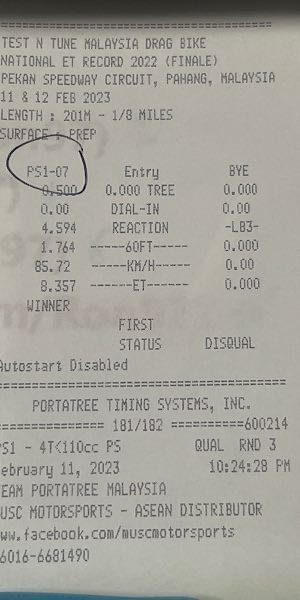 TEST N TUNE MALAYSIA DRAG BIKE
NATIONAL ET RECORD 2022 (FINALE)
PEKAN SPEEDWAY CIRCUIT, PAHANG, MALAYSIA
11 & 12 FEB 2023
LENGTH : 201M - 1/8 MILES
SURFACE : PREP
PS1-07 Entry BYE
0.500 0.000 TREE 0.000
0.00 DIAL-IN 0.00
4.594 REACTION -LB3-
1.764 -----60FT----- 0.000
85.72 -----KM/H----- 0.00
8.357 ------ET------ 0.000
WINNER
FIRST
STATUS DISQUAL
Autostart Disabled
PORTATREE TIMING SYSTEMS, INC.
================ 181/182 ==========600214
PS1 - 4T<110cc PS QUAL RND 3
ebruary 11, 2023 10:24:28 PM
EAM PORTATREE MALAYSIA
USC MOTORSPORTS - ASEAN DISTRIBUTOR
ww.facebook.com/muscmotorsports
6016-6681490